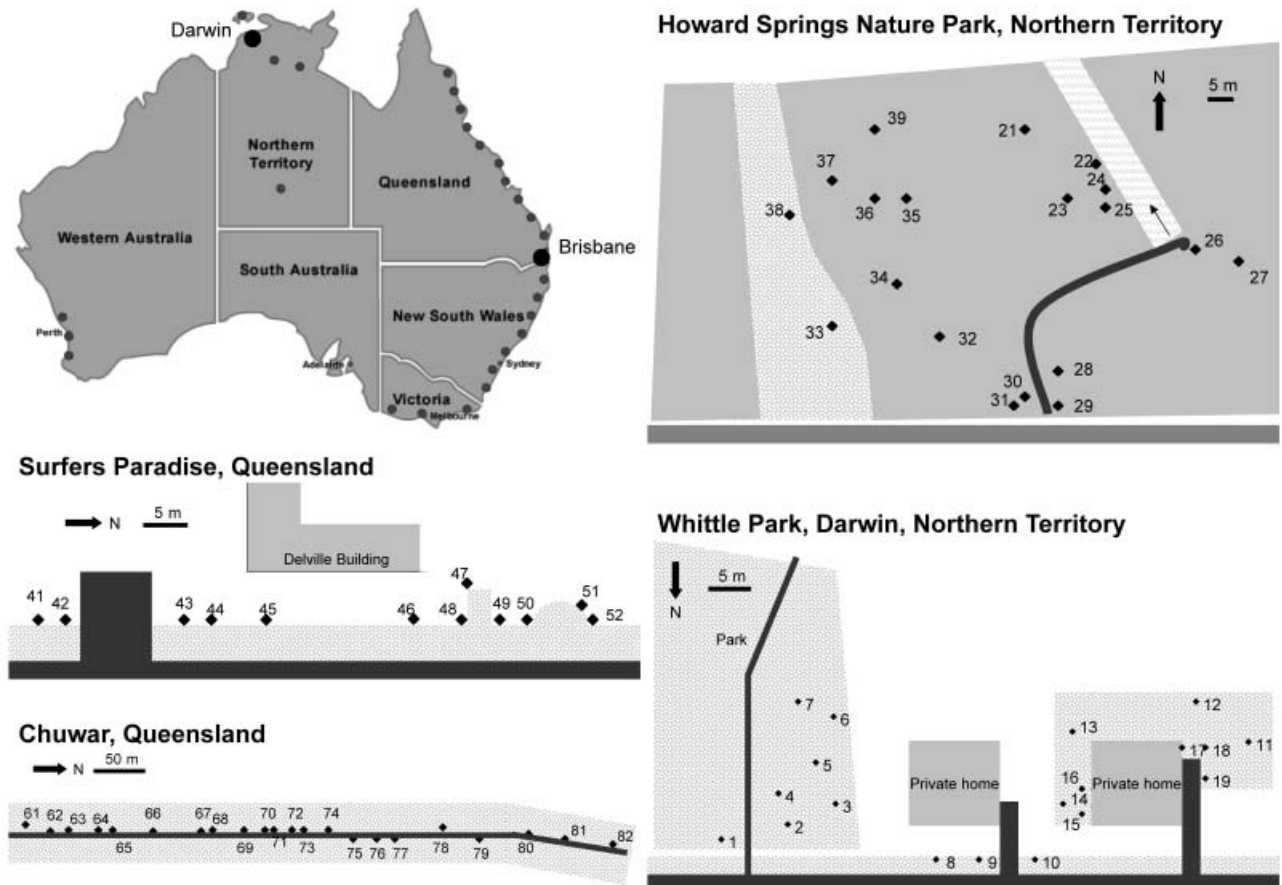 Darwin
Northern
Territory
Queensland
Western Australia
South Australia
Brisbane
New South Wales
Perth
Adelaide
Sydney
Victoria
Melbourne
Howard Springs Nature Park, Northern Territory
N
5 m
39
21
22
37
24
38
36
35
23
25
26
27
34
33
32
28
30
31
29
Surfers Paradise, Queensland
N
5 m
Delville Building
47
51
41
42
43
44
45
46
48
49
50
52
Chuwar, Queensland
N
50 m
61
62
63
64
66
67
68
70
72
74
65
69
71
73
75
76
77
78
79
80
81
82
Whittle Park, Darwin, Northern Territory
N
5 m
Park
7
6
12
13
11
5
17
18
Private home
Private home
16
19
4
3
14
15
2
1
8
9
10